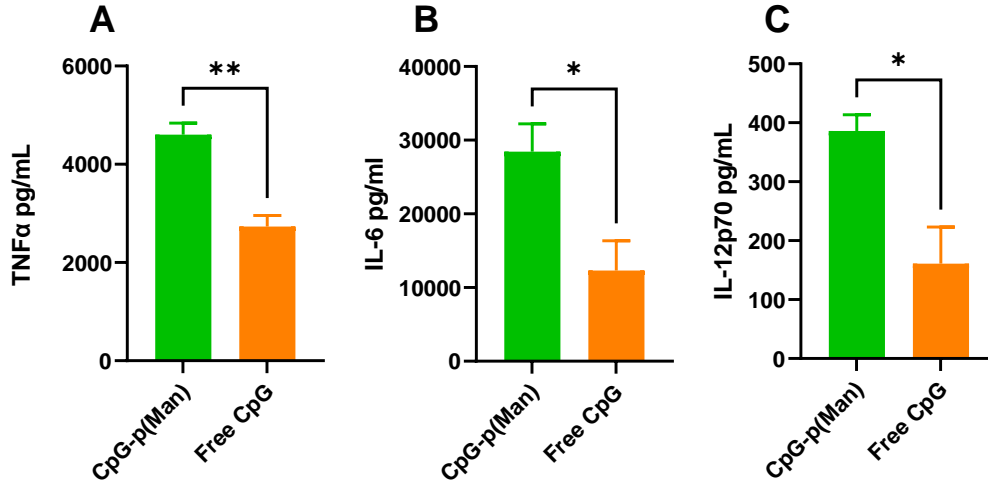 A
TNFα pg/mL
6000
4000
2000
0
**
CpG-p(Man)
Free CpG
B
IL-6 pg/ml
40000
30000
20000
10000
0
*
CpG-p(Man)
Free CpG
C
IL-12p70 pg/mL
500
400
300
200
100
0
*
CpG-p(Man)
Free CpG